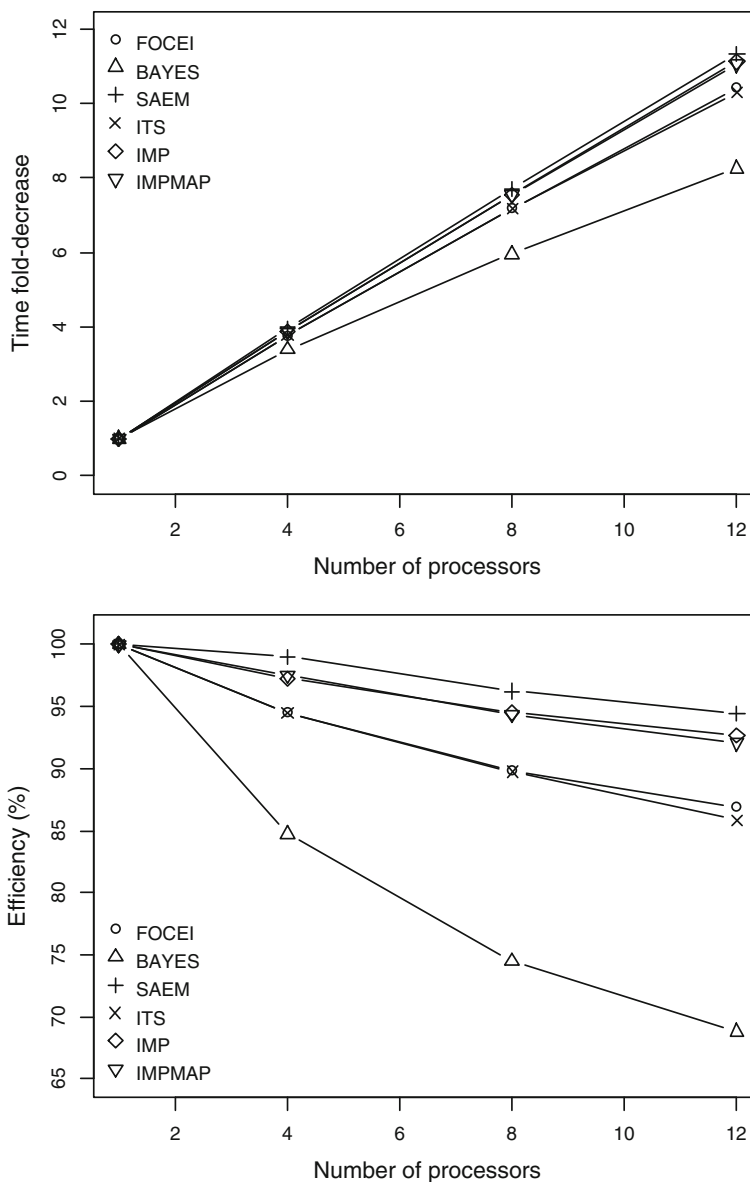 Time fold-decrease
12
10
8
6
4
2
0
FOCEI
BAYES
SAEM
ITS
IMP
IMPMAP
2 4 6 8 10 12
Number of processors
Efficiency (%)
100
95
90
85
80
75
70
65
FOCEI
BAYES
SAEM
ITS
IMP
IMPMAP
2 4 6 8 10 12
Number of processors